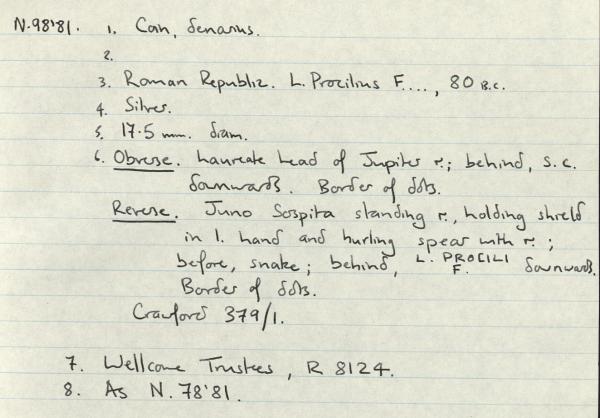 N.98'81. 1. Coin, denarius.
2.
3. Roman Republic. L. Procilius F...., 80 B.C.
4. Silver.
5. 17.5 mm. diam.
6. Obverse. Laureate head of Jupiter r.; behind, S.C.
downwards. Border of dots.
Reverse. Juno Sospita standing r., holding shield
in l. hand and hurling spear with r.;
before, snake; behind, L. PROCILI
F. downwards.
Border of dots.
Crawford 379/1.
7. Wellcome Trustees, R 8124.
8. As N. 78'81.